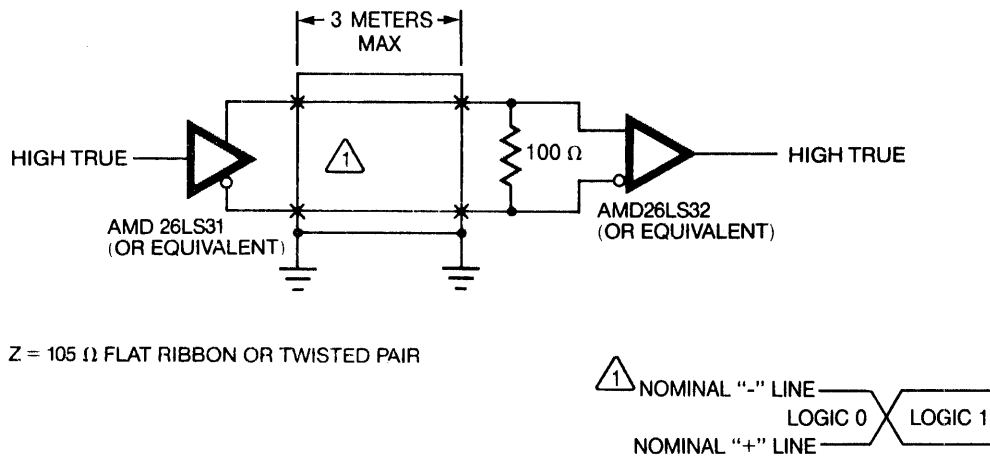 3 METERS
MAX
HIGH TRUE
1
100 Ω
HIGH TRUE
AMD 26LS31
(OR EQUIVALENT)
AMD26LS32
(OR EQUIVALENT)
Z = 105 Ω FLAT RIBBON OR TWISTED PAIR
1 NOMINAL “-” LINE
LOGIC 0 LOGIC 1
NOMINAL “+” LINE